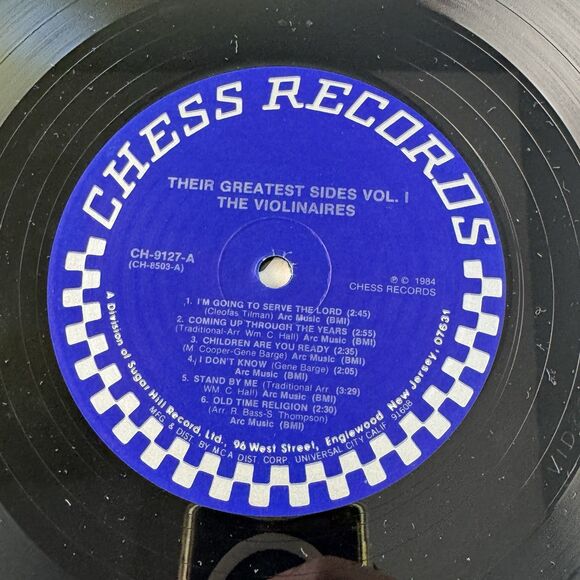 CHESS RECORDS
THEIR GREATEST SIDES VOL. I
THE VIOLINAIRES
CH-9127-A
(CH-8503-A)
℗ © 1984
CHESS RECORDS
1. I'M GOING TO SERVE THE LORD (2:45)
(Cleofas Tilman) Arc Music (BMI)
2. COMING UP THROUGH THE YEARS (2:55)
(Traditional-Arr Wm. C. Hall) Arc Music (BMI)
3. CHILDREN ARE YOU READY (2:35)
(M. Cooper-Gene Barge) Arc Music (BMI)
4. I DON'T KNOW (Gene Barge) (2:05)
Arc Music (BMI)
5. STAND BY ME (Traditional Arr 3:29)
WM. C. Hall) Arc Music (BMI)
6. OLD TIME RELIGION (2:30)
(Arr. R. Bass-S. Thompson)
Arc Music (BMI)
A Division of Sugar Hill Record, Ltd., 96 West Street, Englewood New Jersey, 07631
MFG. & DIST. BY M C A DIST. CORP. UNIVERSAL CITY CALIF. 91608